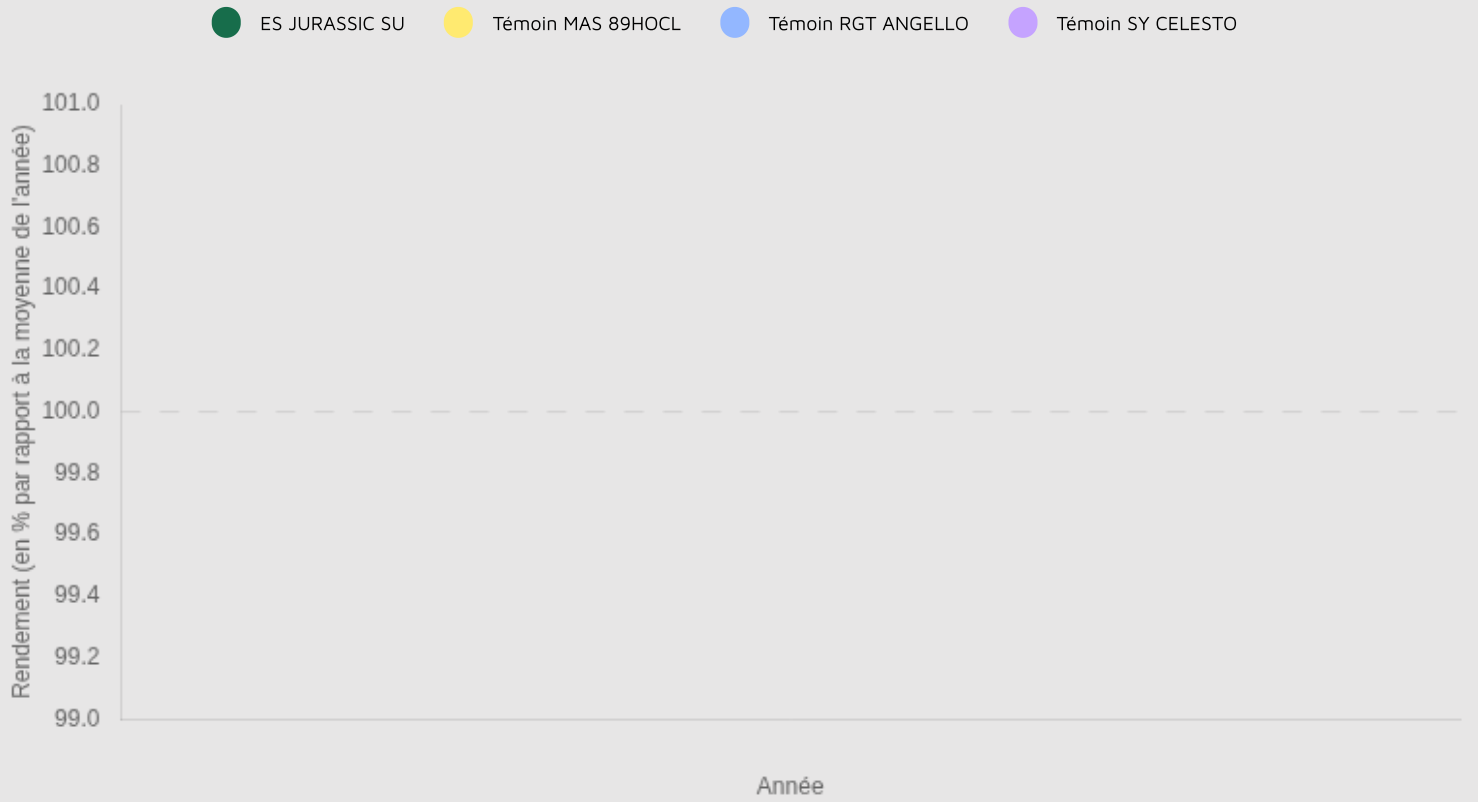 ES JURASSIC SU
Témoin MAS 89HOCL
Témoin RGT ANGELLO
Témoin SY CELESTO
Rendement (en % par rapport à la moyenne de l'année)
101.0
100.8
100.6
100.4
100.2
100.0
99.8
99.6
99.4
99.2
99.0
Année